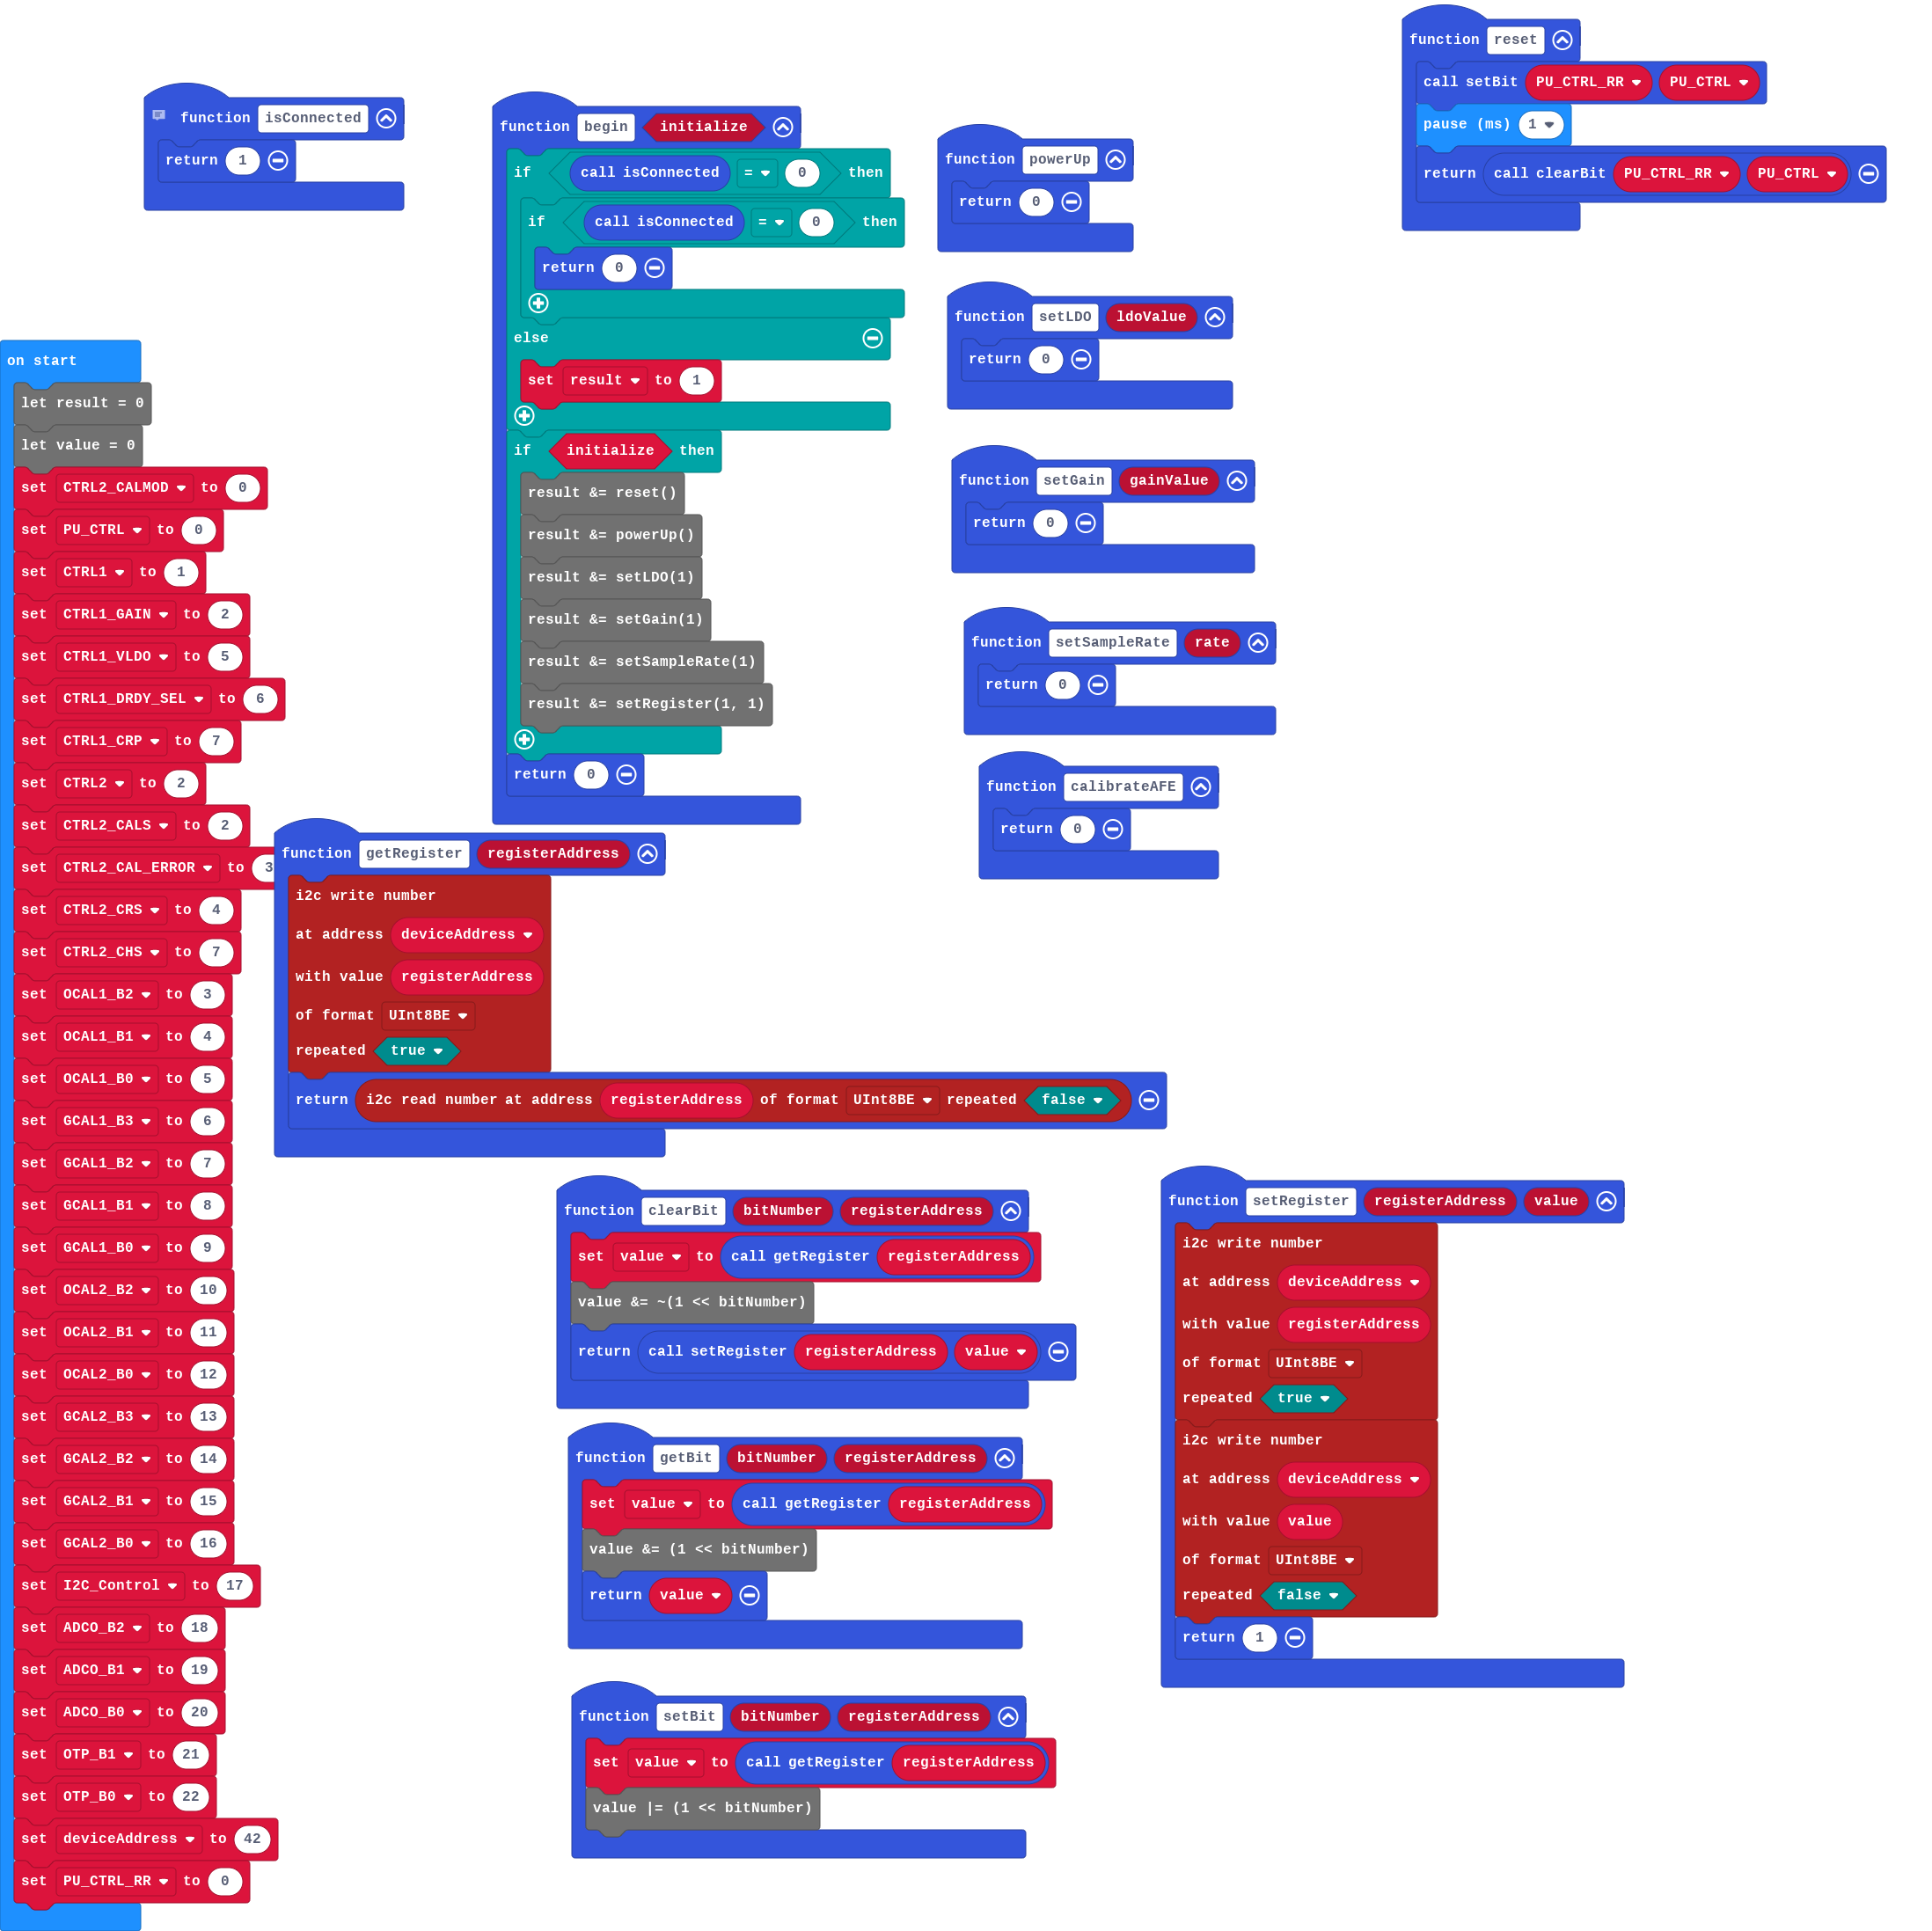 function isConnected
return 1
on start
let result = 0
let value = 0
set CTRL2_CALMOD to 0
set PU_CTRL to 0
set CTRL1 to 1
set CTRL1_GAIN to 2
set CTRL1_VLDO to 5
set CTRL1_DRDY_SEL to 6
set CTRL1_CRP to 7
set CTRL2 to 2
set CTRL2_CALS to 2
set CTRL2_CAL_ERROR to 3
set CTRL2_CRS to 4
set CTRL2_CHS to 7
set OCAL1_B2 to 3
set OCAL1_B1 to 4
set OCAL1_B0 to 5
set GCAL1_B3 to 6
set GCAL1_B2 to 7
set GCAL1_B1 to 8
set GCAL1_B0 to 9
set OCAL2_B2 to 10
set OCAL2_B1 to 11
set OCAL2_B0 to 12
set GCAL2_B3 to 13
set GCAL2_B2 to 14
set GCAL2_B1 to 15
set GCAL2_B0 to 16
set I2C_Control to 17
set ADCO_B2 to 18
set ADCO_B1 to 19
set ADCO_B0 to 20
set OTP_B1 to 21
set OTP_B0 to 22
set deviceAddress to 42
set PU_CTRL_RR to 0
function begin initialize
if call isConnected = 0 then
if call isConnected = 0 then
return 0
else
set result to 1
if initialize then
result &= reset()
result &= powerUp()
result &= setLDO(1)
result &= setGain(1)
result &= setSampleRate(1)
result &= setRegister(1, 1)
return 0
function powerUp
return 0
function setLDO ldoValue
return 0
function setGain gainValue
return 0
function setSampleRate rate
return 0
function calibrateAFE
return 0
function reset
call setBit PU_CTRL_RR PU_CTRL
pause (ms) 1
return call clearBit PU_CTRL_RR PU_CTRL
function getRegister registerAddress
i2c write number
at address deviceAddress
with value registerAddress
of format UInt8BE
repeated true
return i2c read number at address registerAddress of format UInt8BE repeated false
function clearBit bitNumber registerAddress
set value to call getRegister registerAddress
value &= ~(1 << bitNumber)
return call setRegister registerAddress value
function getBit bitNumber registerAddress
set value to call getRegister registerAddress
value &= (1 << bitNumber)
return value
function setBit bitNumber registerAddress
set value to call getRegister registerAddress
value |= (1 << bitNumber)
function setRegister registerAddress value
i2c write number
at address deviceAddress
with value registerAddress
of format UInt8BE
repeated true
i2c write number
at address deviceAddress
with value value
of format UInt8BE
repeated false
return 1